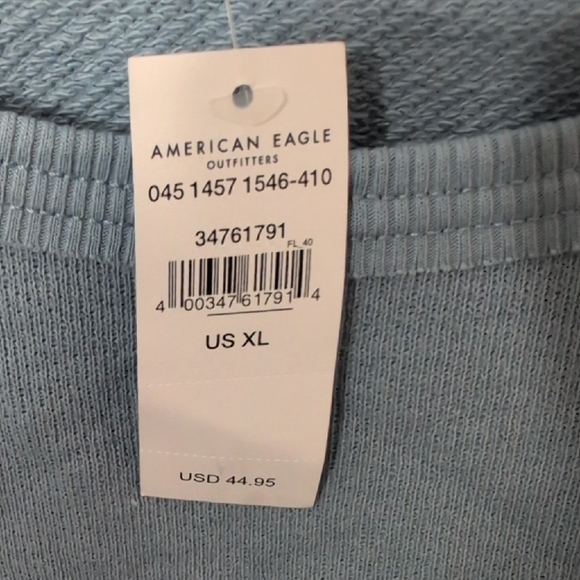 AMERICAN EAGLE
OUTFITTERS
045 1457 1546-410
34761791
FL_40
4 00347 61791 4
US XL
USD 44.95